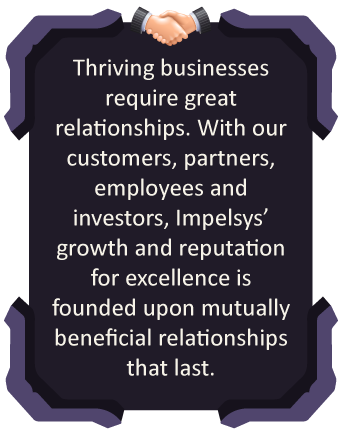 Thriving businesses
require great
relationships. With our
customers, partners,
employees and
investors, Impelsys’
growth and reputation
for excellence is
founded upon mutually
beneficial relationships
that last.